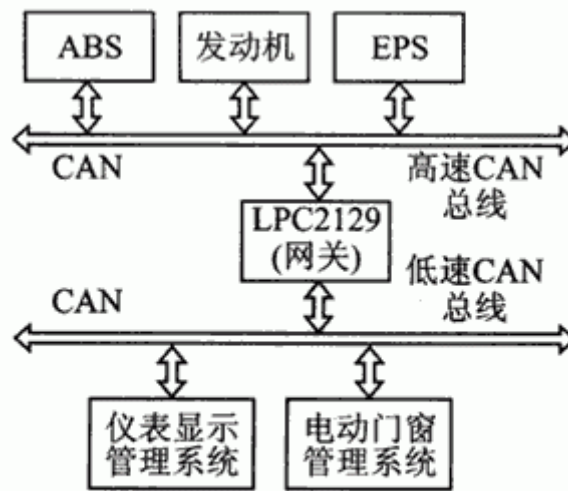 ABS
发动机
EPS
CAN
高速CAN
总线
LPC2129
(网关)
CAN
低速CAN
总线
仪表显示
管理系统
电动门窗
管理系统